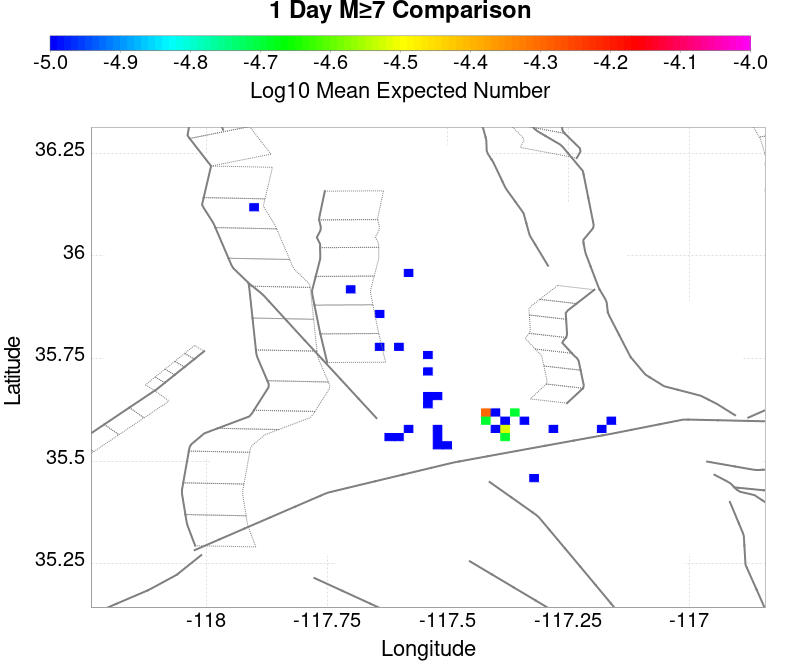 1 Day M≥7 Comparison
-5.0 -4.9 -4.8 -4.7 -4.6 -4.5 -4.4 -4.3 -4.2 -4.1 -4.0
Log10 Mean Expected Number
36.25
36
35.75
35.5
35.25
Latitude
-118 -117.75 -117.5 -117.25 -117
Longitude